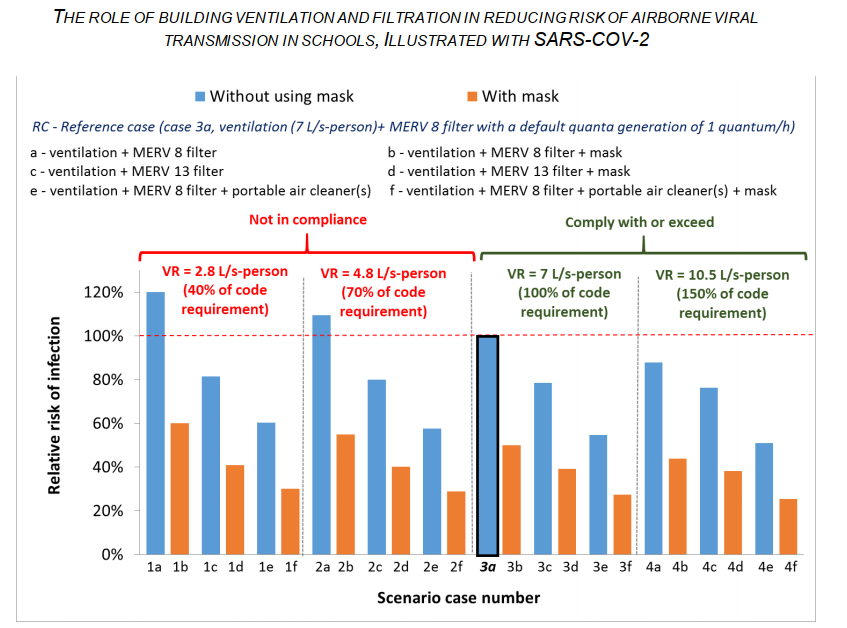 THE ROLE OF BUILDING VENTILATION AND FILTRATION IN REDUCING RISK OF AIRBORNE VIRAL
TRANSMISSION IN SCHOOLS, ILLUSTRATED WITH SARS-COV-2
Without using mask With mask
RC - Reference case (case 3a, ventilation (7 L/s-person)+ MERV 8 filter with a default quanta generation of 1 quantum/h)
a - ventilation + MERV 8 filter b - ventilation + MERV 8 filter + mask
c - ventilation + MERV 13 filter d - ventilation + MERV 13 filter + mask
e - ventilation + MERV 8 filter + portable air cleaner(s) f - ventilation + MERV 8 filter + portable air cleaner(s) + mask
Not in compliance
Comply with or exceed
VR = 2.8 L/s-person
(40% of code
requirement)
VR = 4.8 L/s-person
(70% of code
requirement)
VR = 7 L/s-person
(100% of code
requirement)
VR = 10.5 L/s-person
(150% of code
requirement)
Relative risk of infection
120%
100%
80%
60%
40%
20%
0%
1a 1b 1c 1d 1e 1f 2a 2b 2c 2d 2e 2f 3a 3b 3c 3d 3e 3f 4a 4b 4c 4d 4e 4f
Scenario case number